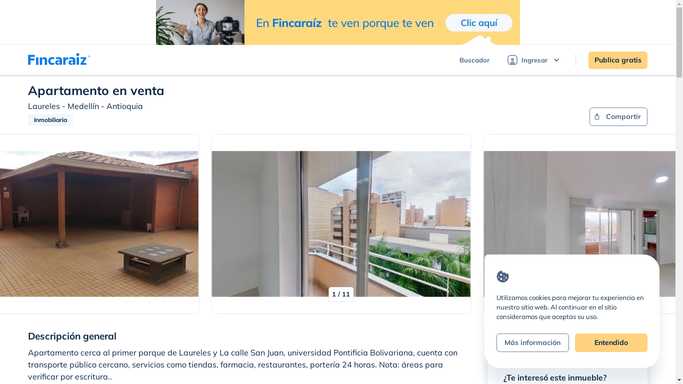 En Fincaraíz te ven porque te ven
Clic aquí
Fincaraíz
Buscador
Ingresar
Publica gratis
Apartamento en venta
Laureles - Medellín - Antioquia
Inmobiliaria
Compartir
1 / 11
Utilizamos cookies para mejorar tu experiencia en
nuestro sitio web. Al continuar en el sitio
consideramos que aceptas su uso.
Más información
Entendido
Descripción general
Apartamento cerca al primer parque de Laureles y La calle San Juan, universidad Pontificia Bolivariana, cuenta con
transporte público cercano, servicios como tiendas, farmacia, restaurantes, portería 24 horas. Nota: áreas para
verificar por escritura..
¿Te interesó este inmueble?